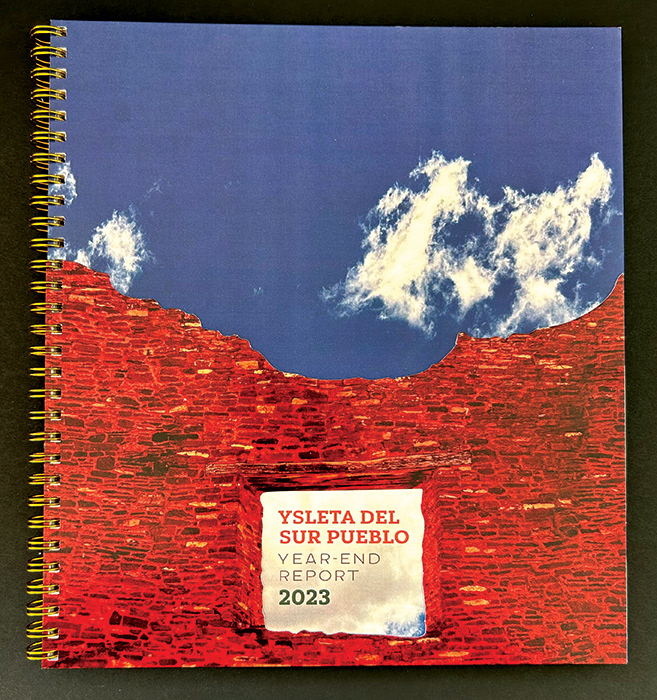 YSLETA DEL
SUR PUEBLO
YEAR-END
REPORT
2023